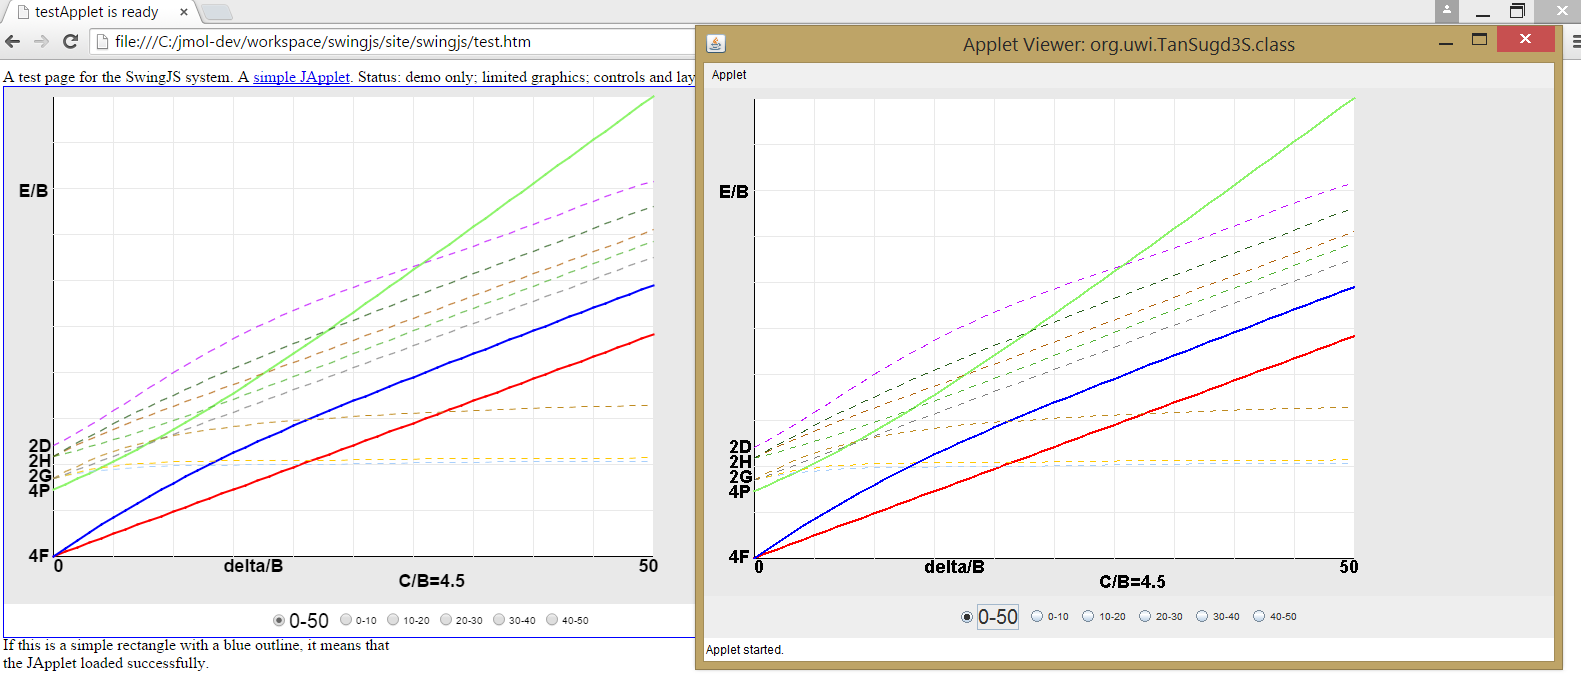 testApplet is ready
file:///C:/jmol-dev/workspace/swingjs/site/swingjs/test.htm
A test page for the SwingJS system. A simple JApplet. Status: demo only; limited graphics; controls and lay
E/B
2D
2H
2G
4P
4F
0
delta/B
50
C/B=4.5
0-50 0-10 10-20 20-30 30-40 40-50
If this is a simple rectangle with a blue outline, it means that
the JApplet loaded successfully.
Applet Viewer: org.uwi.TanSugd3S.class
Applet
E/B
2D
2H
2G
4P
4F
0
delta/B
50
C/B=4.5
0-50 0-10 10-20 20-30 30-40 40-50
Applet started.